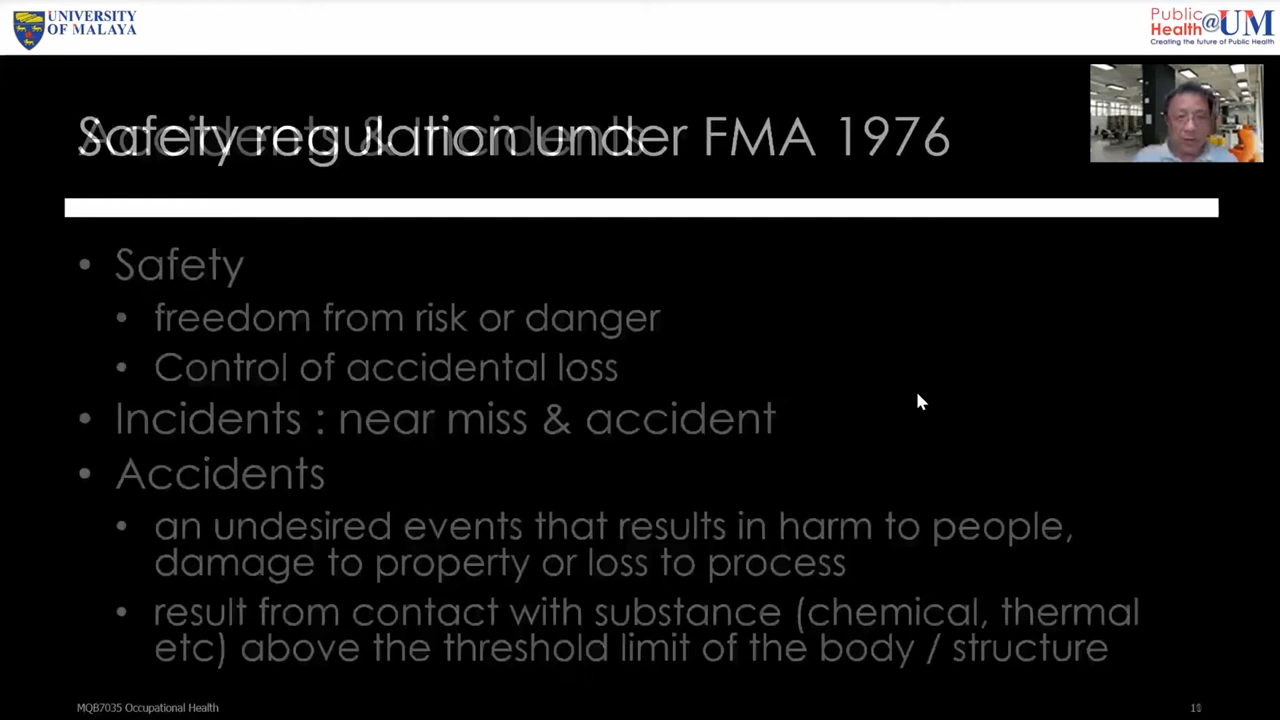 UNIVERSITY
OF MALAYA
Public
Health@UM
Creating the future of Public Health
Safety regulation under FMA 1976
Accidents & Incidents
• Safety
• freedom from risk or danger
• Control of accidental loss
• Incidents : near miss & accident
• Accidents
• an undesired events that results in harm to people,
damage to property or loss to process
• result from contact with substance (chemical, thermal
etc) above the threshold limit of the body / structure
MQB7035 Occupational Health